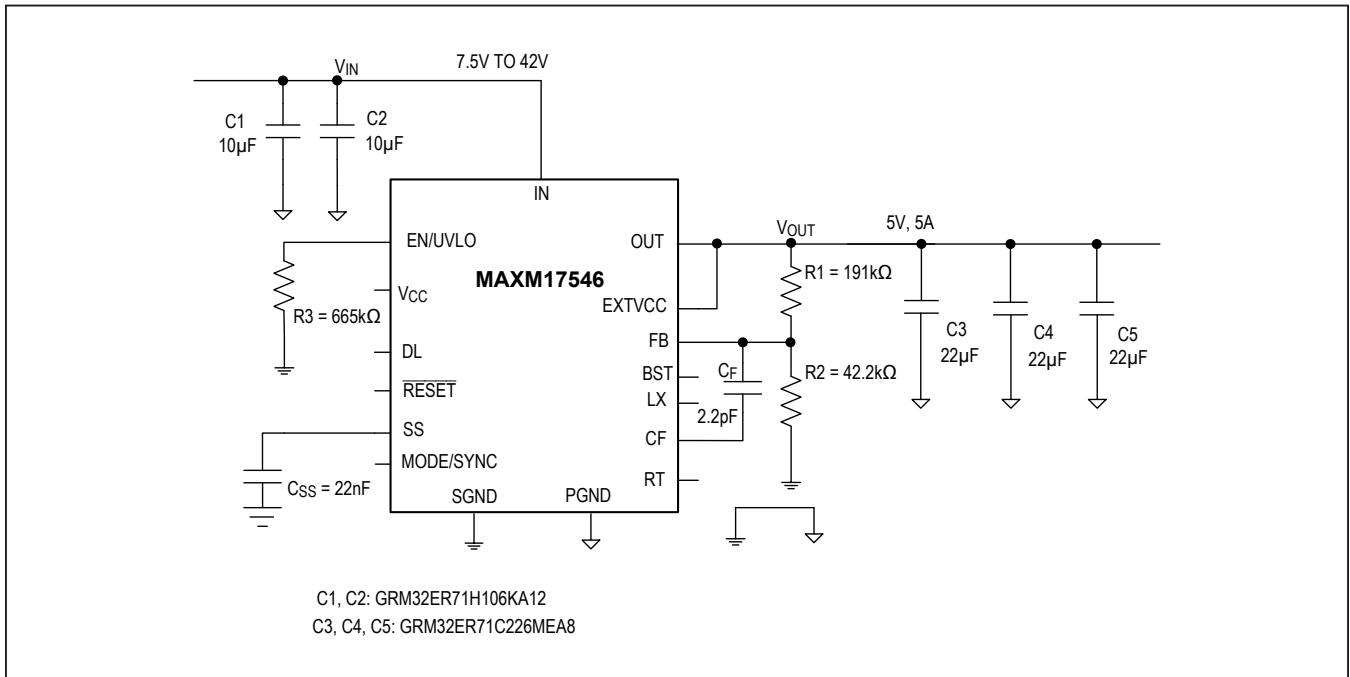 VIN
7.5V TO 42V
C1
10µF
C2
10µF
IN
EN/UVLO
OUT
VOUT
5V, 5A
MAXM17546
R1 = 191kΩ
VCC
EXTVCC
R3 = 665kΩ
FB
C3
22µF
C4
22µF
C5
22µF
DL
BST
CF
R2 = 42.2kΩ
RESET
LX
2.2pF
SS
CF
MODE/SYNC
CSS = 22nF
RT
SGND
PGND
C1, C2: GRM32ER71H106KA12
C3, C4, C5: GRM32ER71C226MEA8